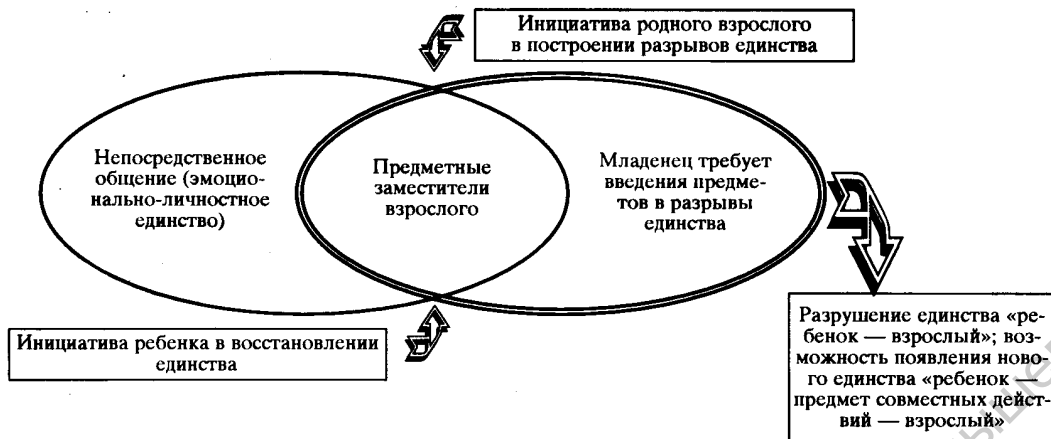 Инициатива родного взрослого
в построении разрывов единства
Непосредственное
общение (эмоцио-
нально-личностное
единство)
Предметные
заместители
взрослого
Младенец требует
введения предме-
тов в разрывы
единства
Инициатива ребенка в восстановлении
единства
Разрушение единства «ре-
бенок — взрослый»; воз-
можность появления ново-
го единства «ребенок —
предмет совместных дейст-
вий — взрослый»